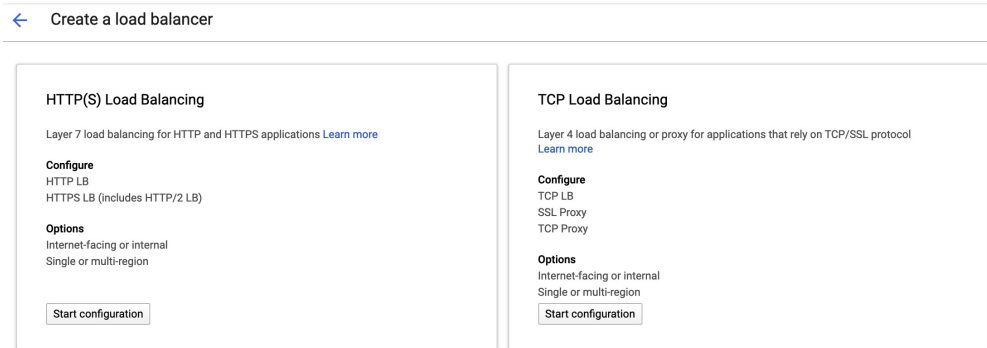 Create a load balancer
HTTP(S) Load Balancing
Layer 7 load balancing for HTTP and HTTPS applications Learn more
Configure
HTTP LB
HTTPS LB (includes HTTP/2 LB)
Options
Internet-facing or internal
Single or multi-region
Start configuration
TCP Load Balancing
Layer 4 load balancing or proxy for applications that rely on TCP/SSL protocol
Learn more
Configure
TCP LB
SSL Proxy
TCP Proxy
Options
Internet-facing or internal
Single or multi-region
Start configuration